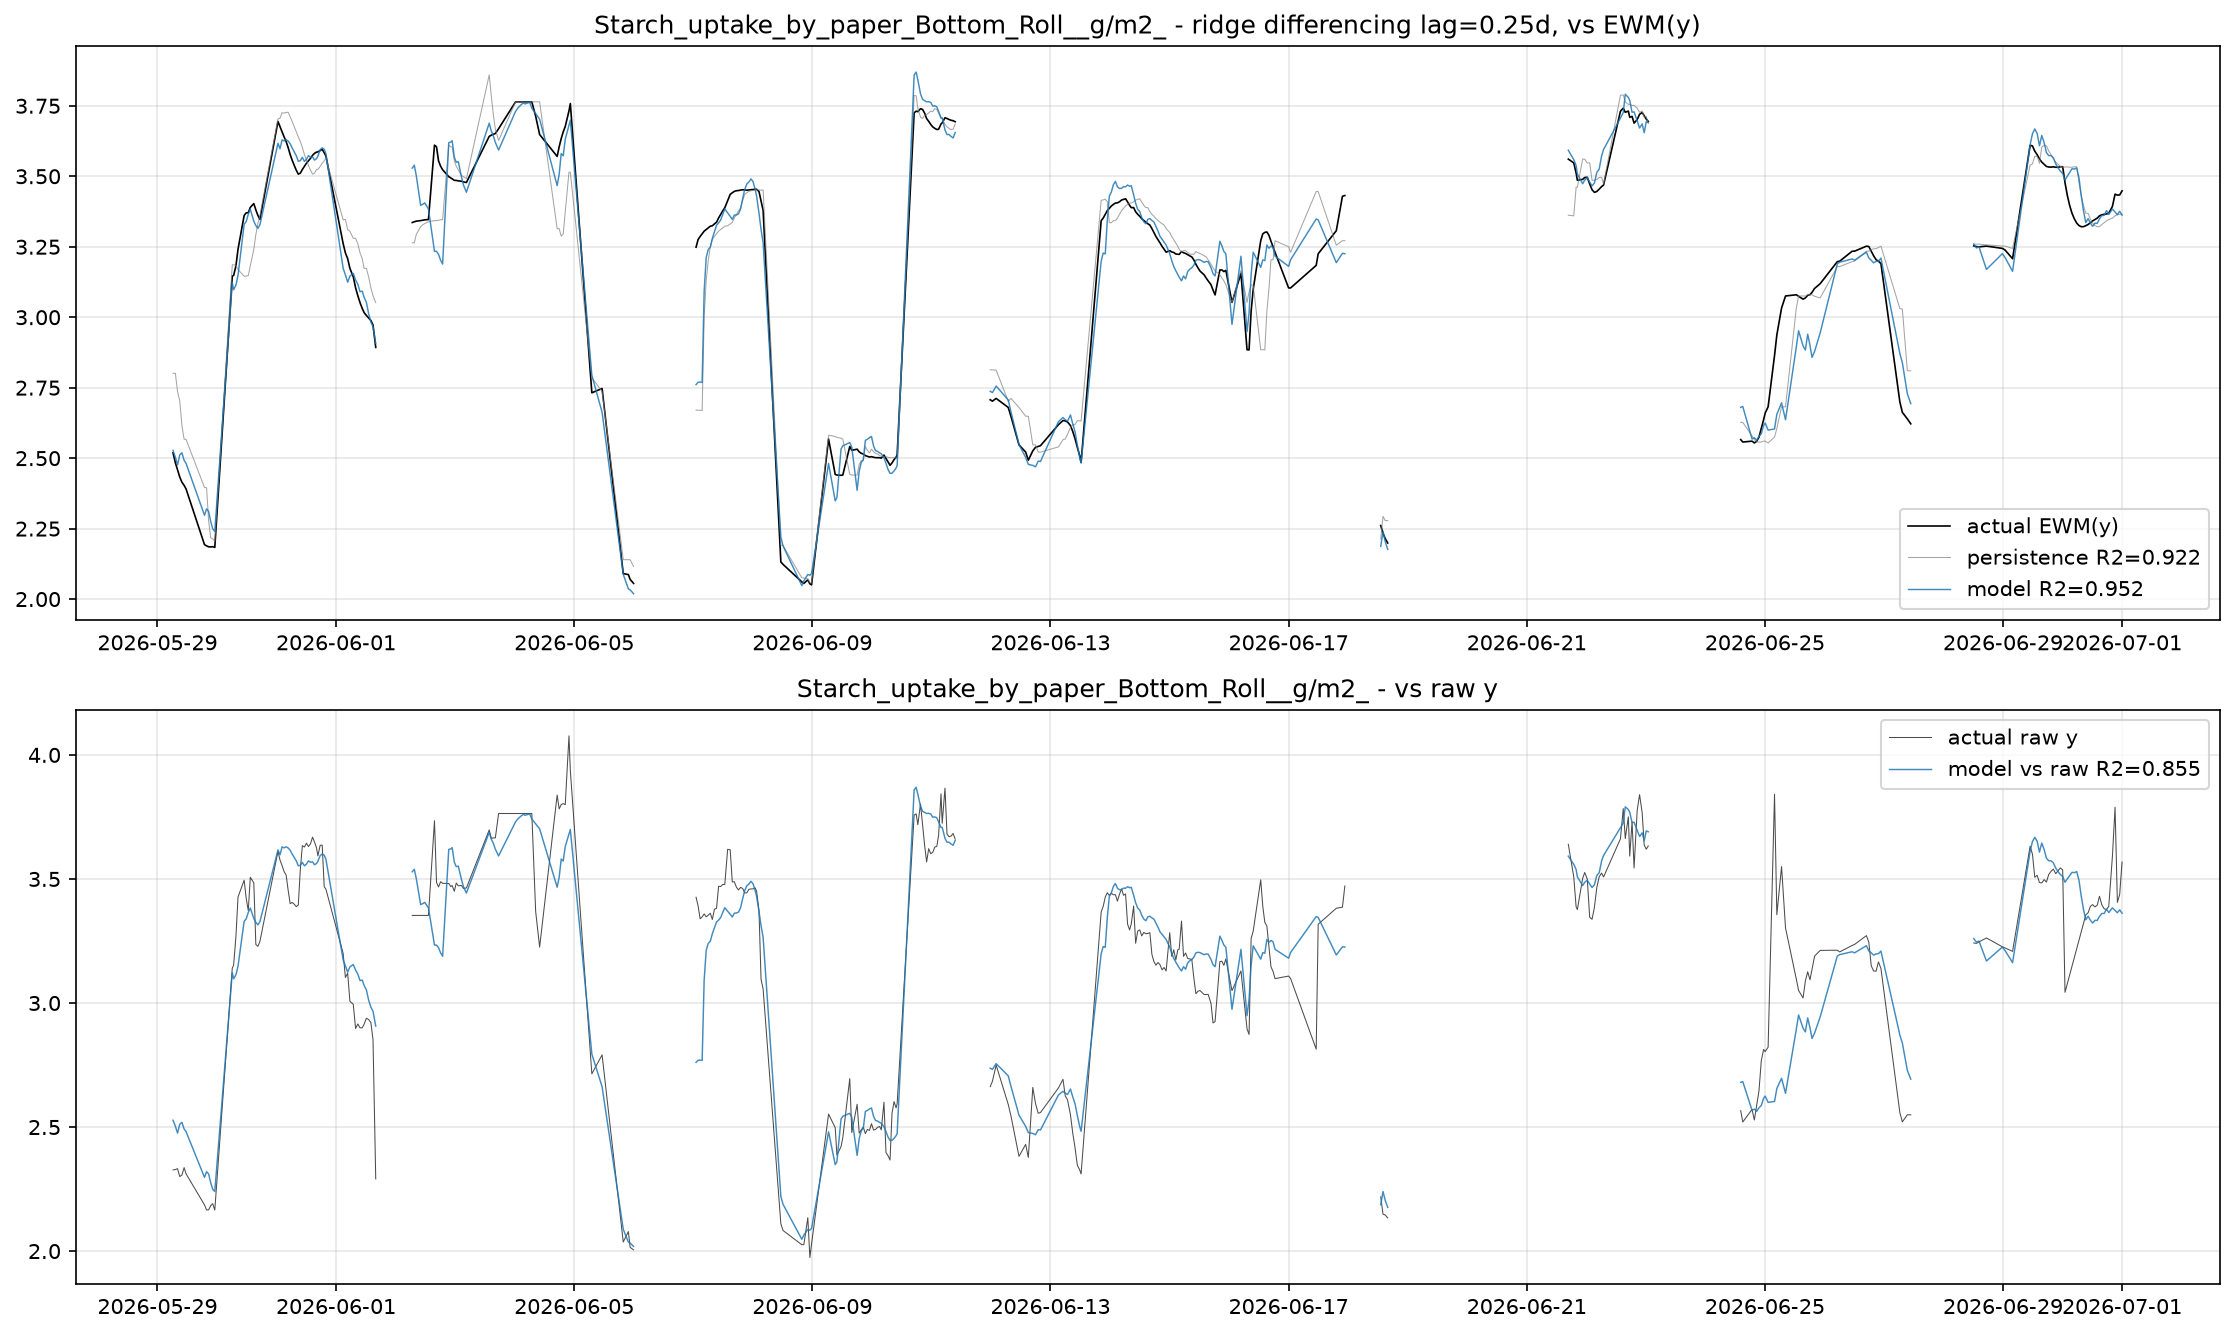 Starch_uptake_by_paper_Bottom_Roll__g/m2_ - ridge differencing lag=0.25d, vs EWM(y)
3.75
3.50
3.25
3.00
2.75
2.50
2.25
2.00
actual EWM(y)
persistence R2=0.922
model R2=0.952
2026-05-29 2026-06-01 2026-06-05 2026-06-09 2026-06-13 2026-06-17 2026-06-21 2026-06-25 2026-06-29 2026-07-01
Starch_uptake_by_paper_Bottom_Roll__g/m2_ - vs raw y
actual raw y
model vs raw R2=0.855
4.0
3.5
3.0
2.5
2.0
2026-05-29 2026-06-01 2026-06-05 2026-06-09 2026-06-13 2026-06-17 2026-06-21 2026-06-25 2026-06-29 2026-07-01